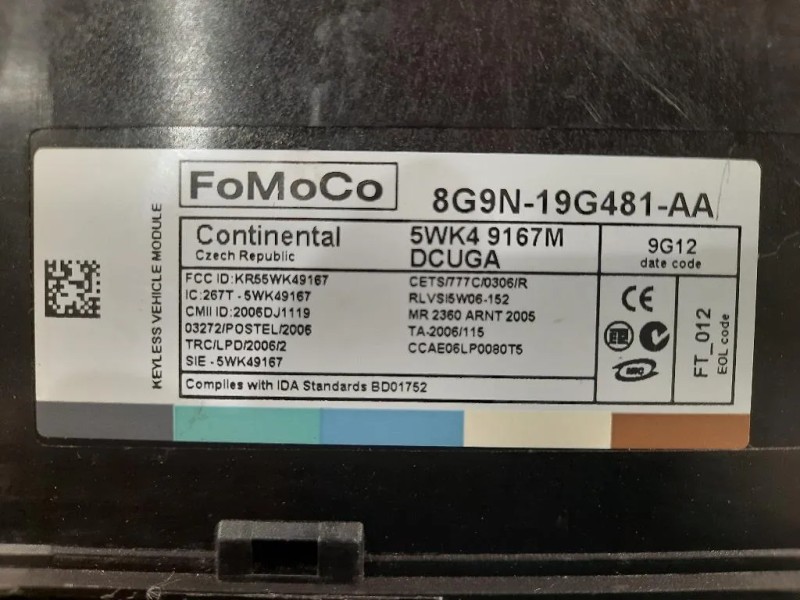 FoMoCo
8G9N-19G481-AA
KEYLESS VEHICLE MODULE
Continental
Czech Republic
5WK4 9167M
DCUGA
9G12
date code
FCC ID:KR55WK49167
IC:267T - 5WK49167
CMII ID:2006DJ1119
03272/POSTEL/2006
TRC/LPD/2006/2
SIE - 5WK49167
CETS/777C/0306/R
RLVSI5W06-152
MR 2360 ARNT 2005
TA-2006/115
CCAE06LP0080T5
Complies with IDA Standards BD01752
CE
MIC
FT_012
EOL code